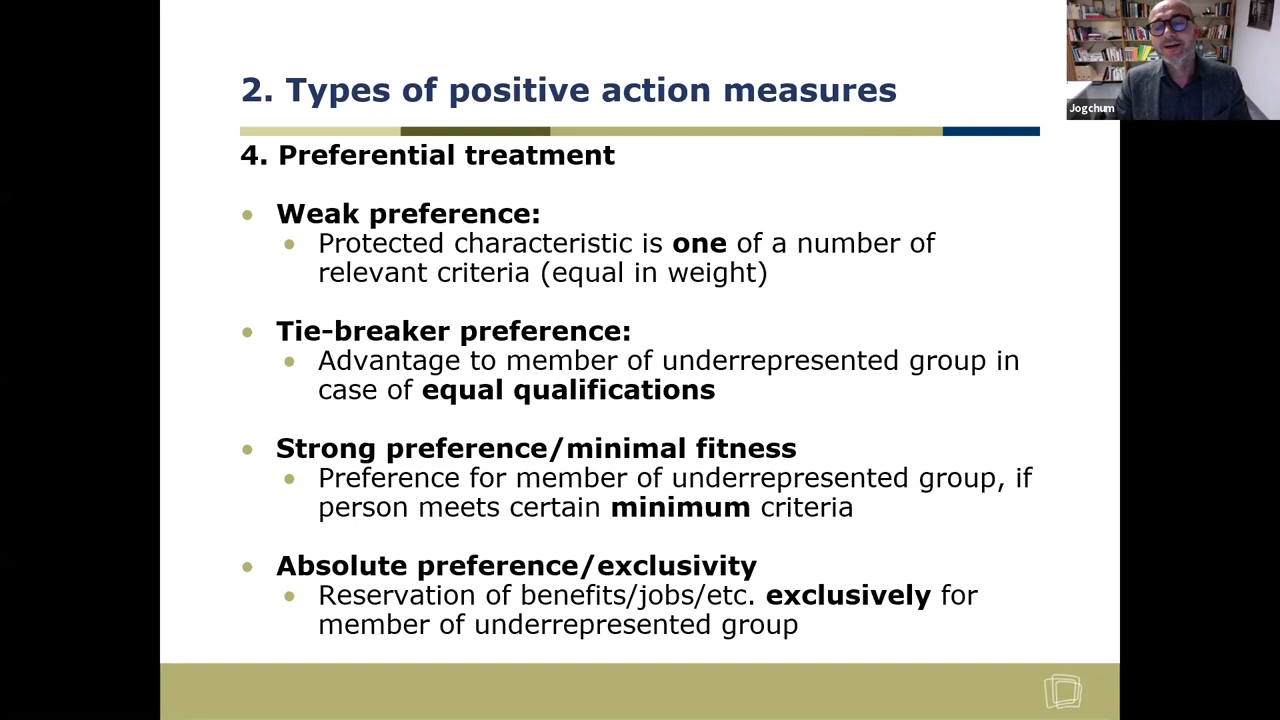 2. Types of positive action measures
Jogchum
4. Preferential treatment
Weak preference:
Protected characteristic is one of a number of
relevant criteria (equal in weight)
Tie-breaker preference:
Advantage to member of underrepresented group in
case of equal qualifications
Strong preference/minimal fitness
Preference for member of underrepresented group, if
person meets certain minimum criteria
Absolute preference/exclusivity
Reservation of benefits/jobs/etc. exclusively for
member of underrepresented group